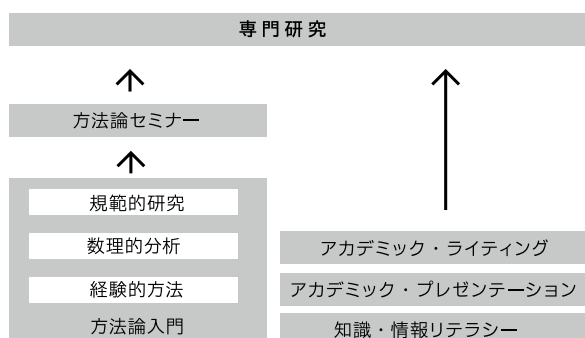 専門研究
方法論セミナー
規範的研究
数理的分析
経験的方法
方法論入門
アカデミック・ライティング
アカデミック・プレゼンテーション
知識・情報リテラシー